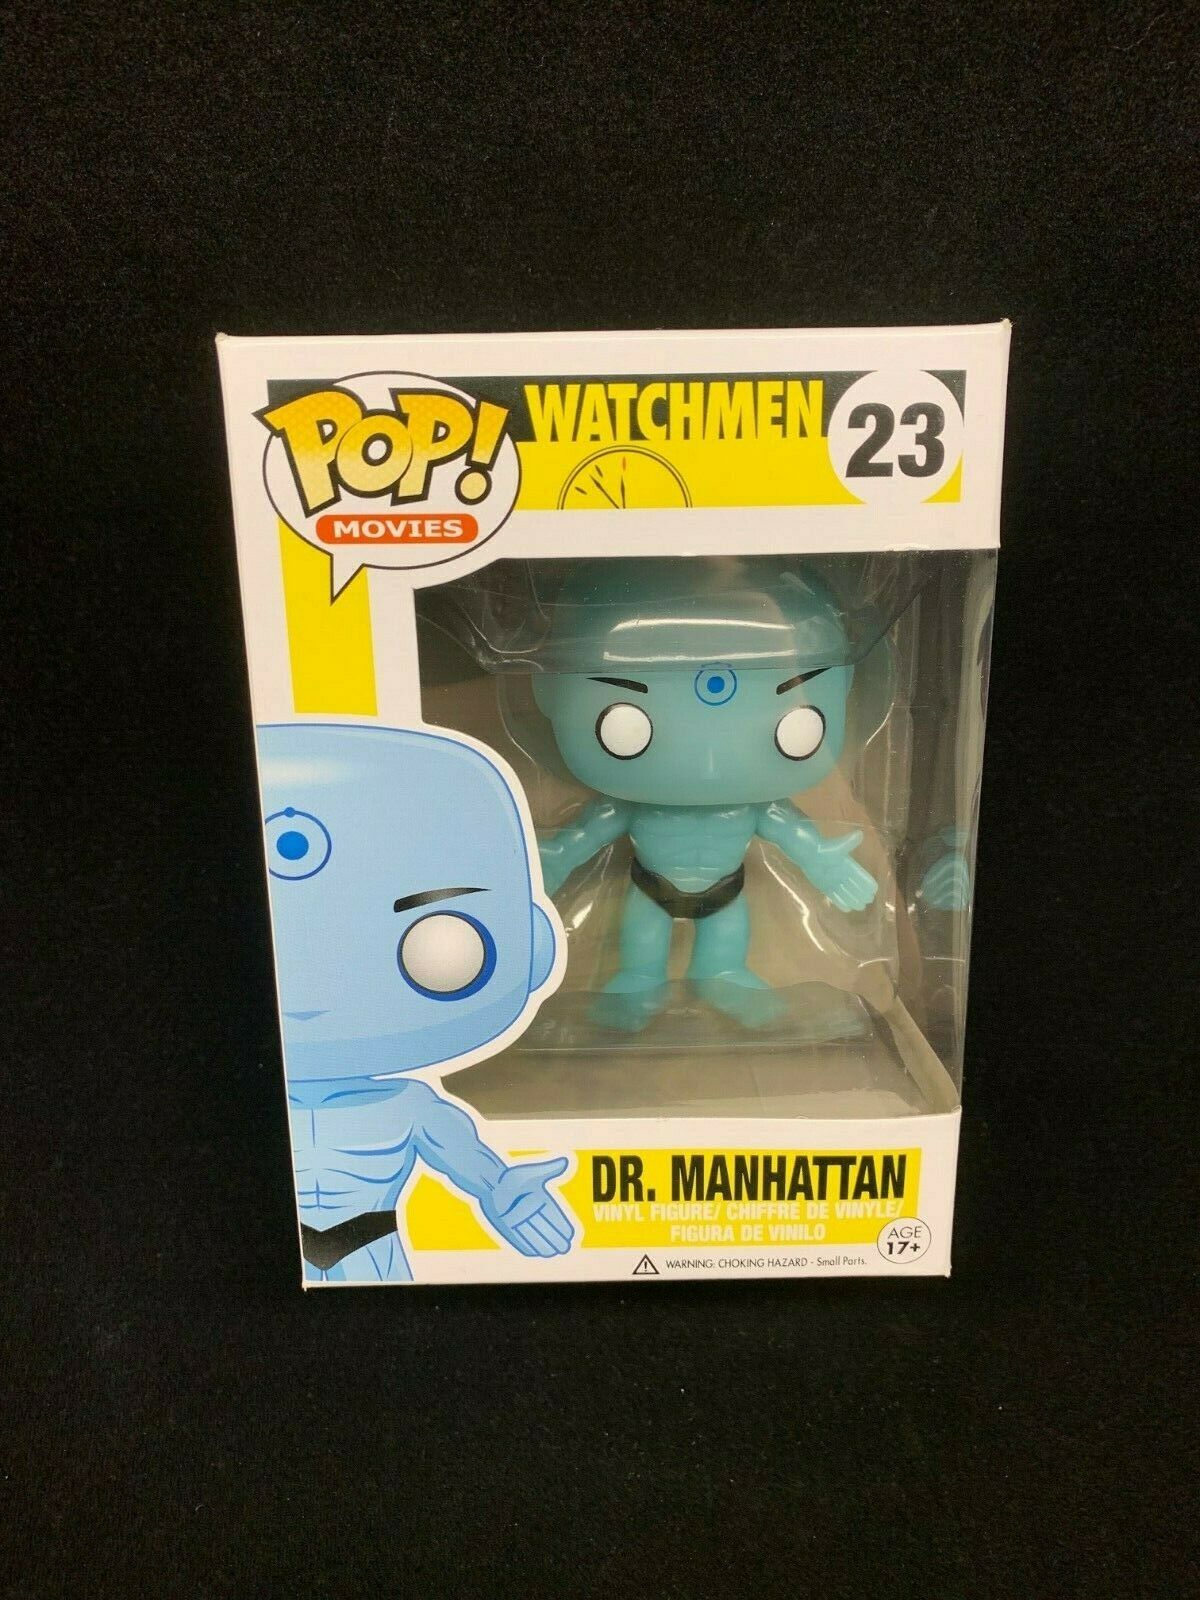 POP!
MOVIES
WATCHMEN
23
DR. MANHATTAN
VINYL FIGURE/ CHIFFRE DE VINYLE/
FIGURA DE VINILO
AGE
17+
WARNING: CHOKING HAZARD - Small Parts.